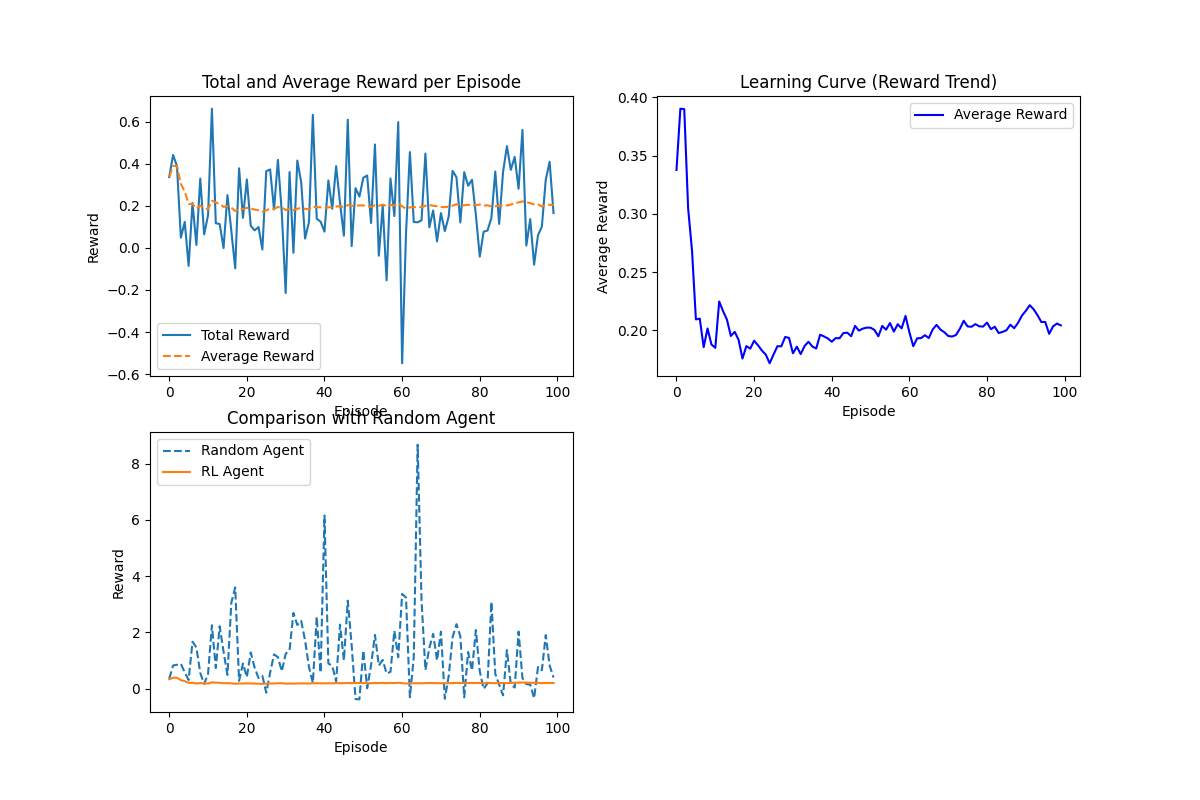 Total and Average Reward per Episode
Reward
0.6
0.4
0.2
0.0
−0.2
−0.4
−0.6
Total Reward
Average Reward
0 20 40 60 80 100
Episode
Learning Curve (Reward Trend)
Average Reward
0.40
0.35
0.30
0.25
0.20
Average Reward
0 20 40 60 80 100
Episode
Comparison with Random Agent
Reward
8
6
4
2
0
Random Agent
RL Agent
0 20 40 60 80 100
Episode